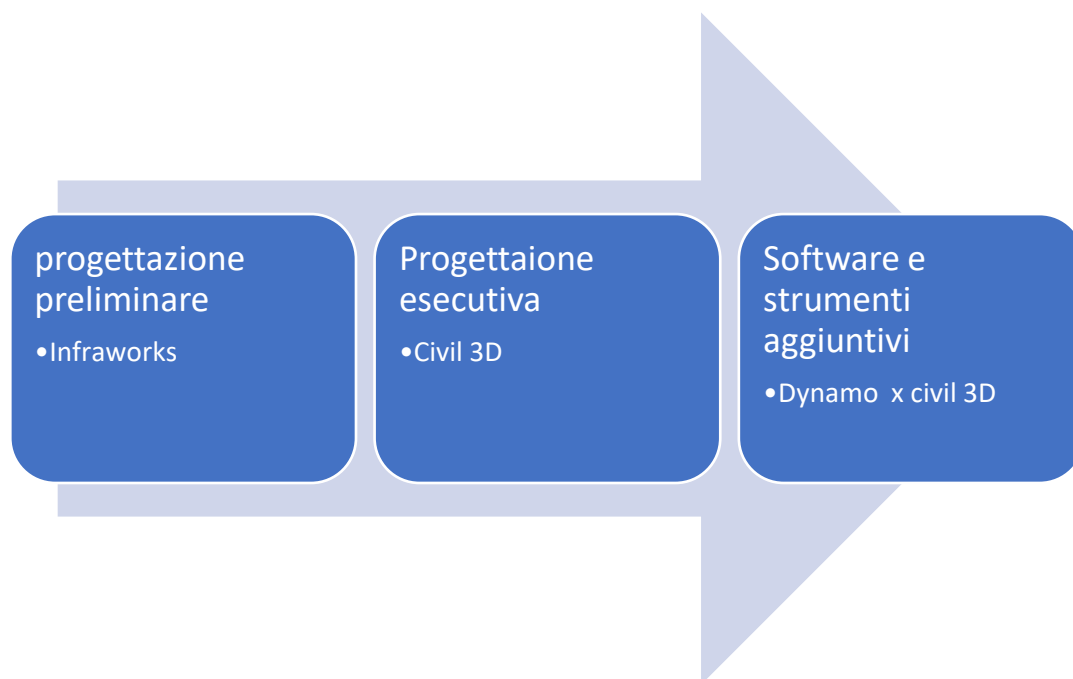 progettazione
preliminare
•Infraworks
Progettaione
esecutiva
•Civil 3D
Software e
strumenti
aggiuntivi
•Dynamo x civil 3D